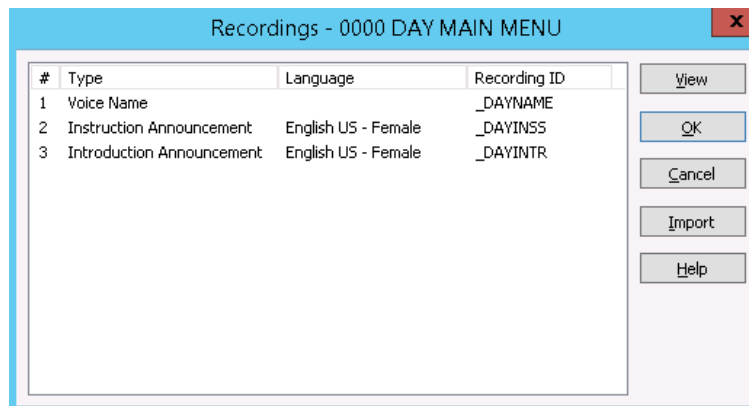 Recordings - 0000 DAY MAIN MENU
x
# Type Language Recording ID
1 Voice Name _DAYNAME
2 Instruction Announcement English US - Female _DAYINSS
3 Introduction Announcement English US - Female _DAYINTR
View
OK
Cancel
Import
Help